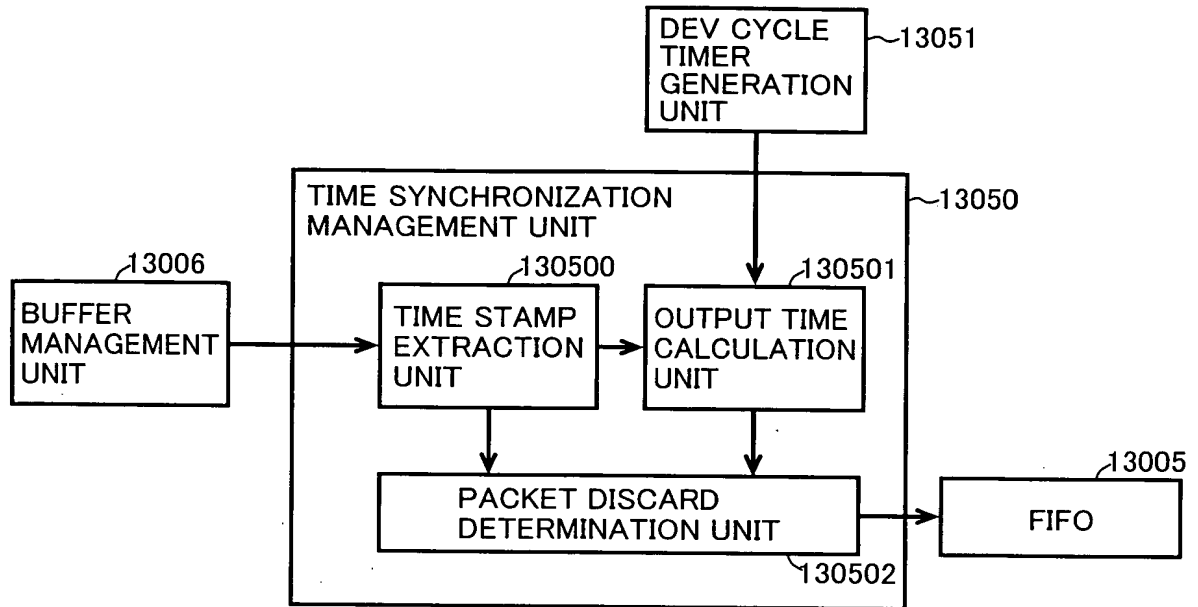 DEV CYCLE
TIMER
GENERATION
UNIT
13051
TIME SYNCHRONIZATION
MANAGEMENT UNIT
13050
13006
BUFFER
MANAGEMENT
UNIT
130500
TIME STAMP
EXTRACTION
UNIT
130501
OUTPUT TIME
CALCULATION
UNIT
PACKET DISCARD
DETERMINATION UNIT
130502
13005
FIFO